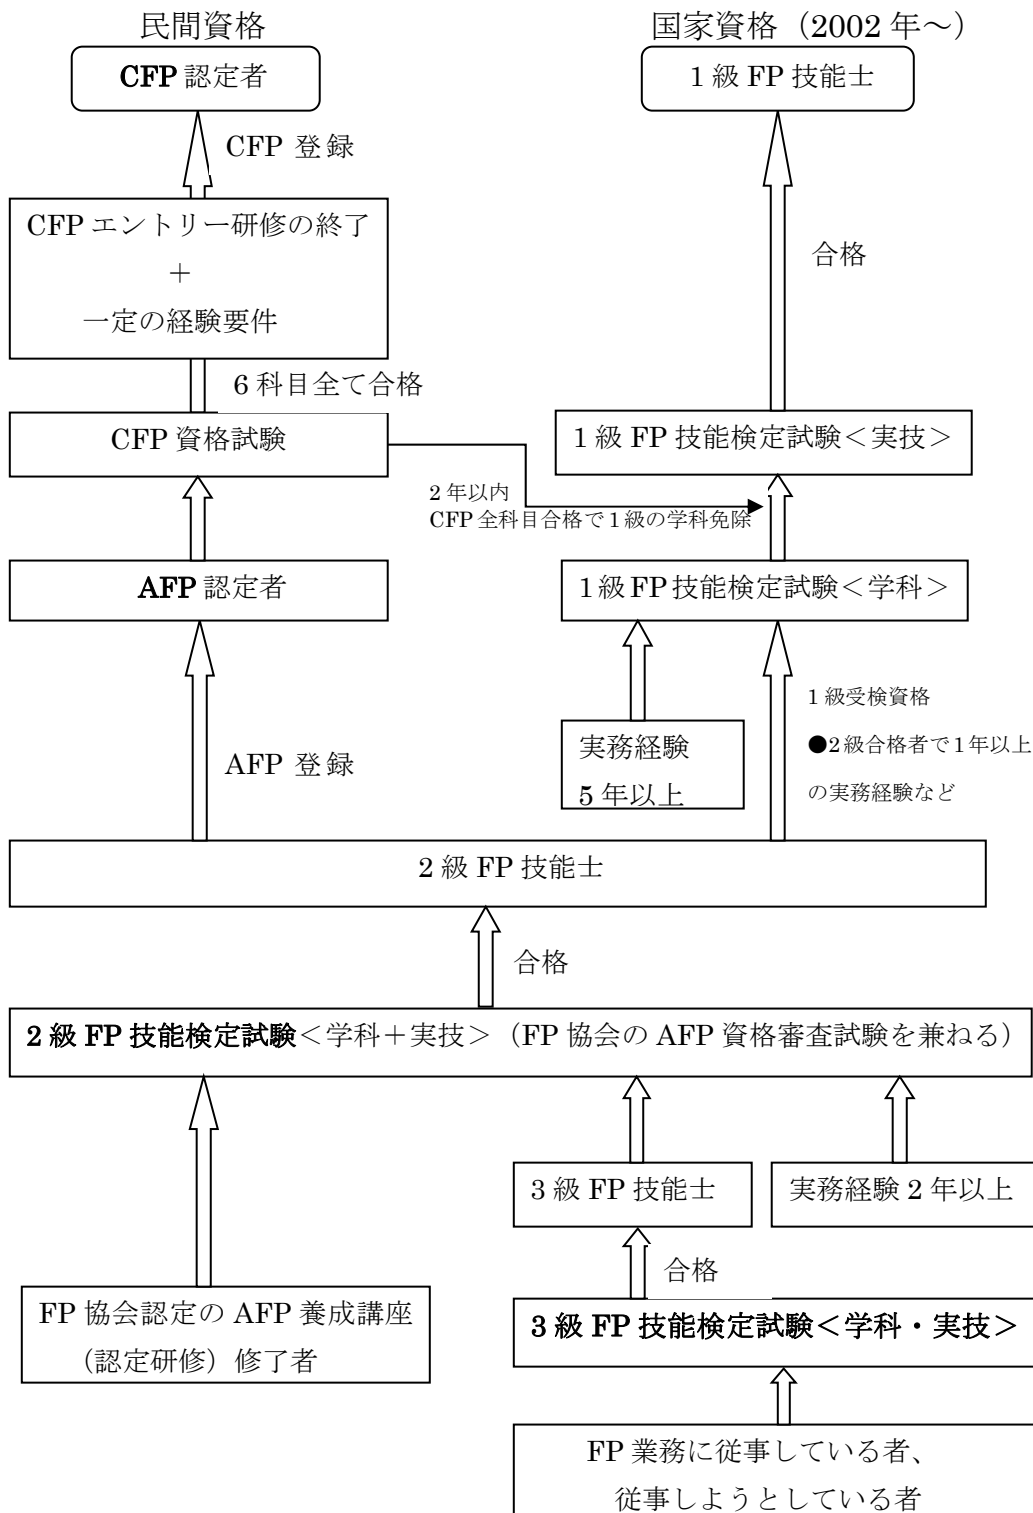 民間資格
国家資格（2002 年～）
CFP 認定者
1 級 FP 技能士
CFP 登録
CFP エントリー研修の終了
＋
一定の経験要件
合格
6 科目全て合格
CFP 資格試験
1 級 FP 技能検定試験＜実技＞
2 年以内
CFP 全科目合格で 1 級の学科免除
AFP 認定者
1 級 FP 技能検定試験＜学科＞
AFP 登録
実務経験
5 年以上
1 級受検資格
●2 級合格者で 1 年以上
の実務経験など
2 級 FP 技能士
合格
2 級 FP 技能検定試験＜学科＋実技＞（FP 協会の AFP 資格審査試験を兼ねる）
3 級 FP 技能士
実務経験 2 年以上
合格
FP 協会認定の AFP 養成講座
（認定研修）修了者
3 級 FP 技能検定試験＜学科・実技＞
FP 業務に従事している者、
従事しようとしている者